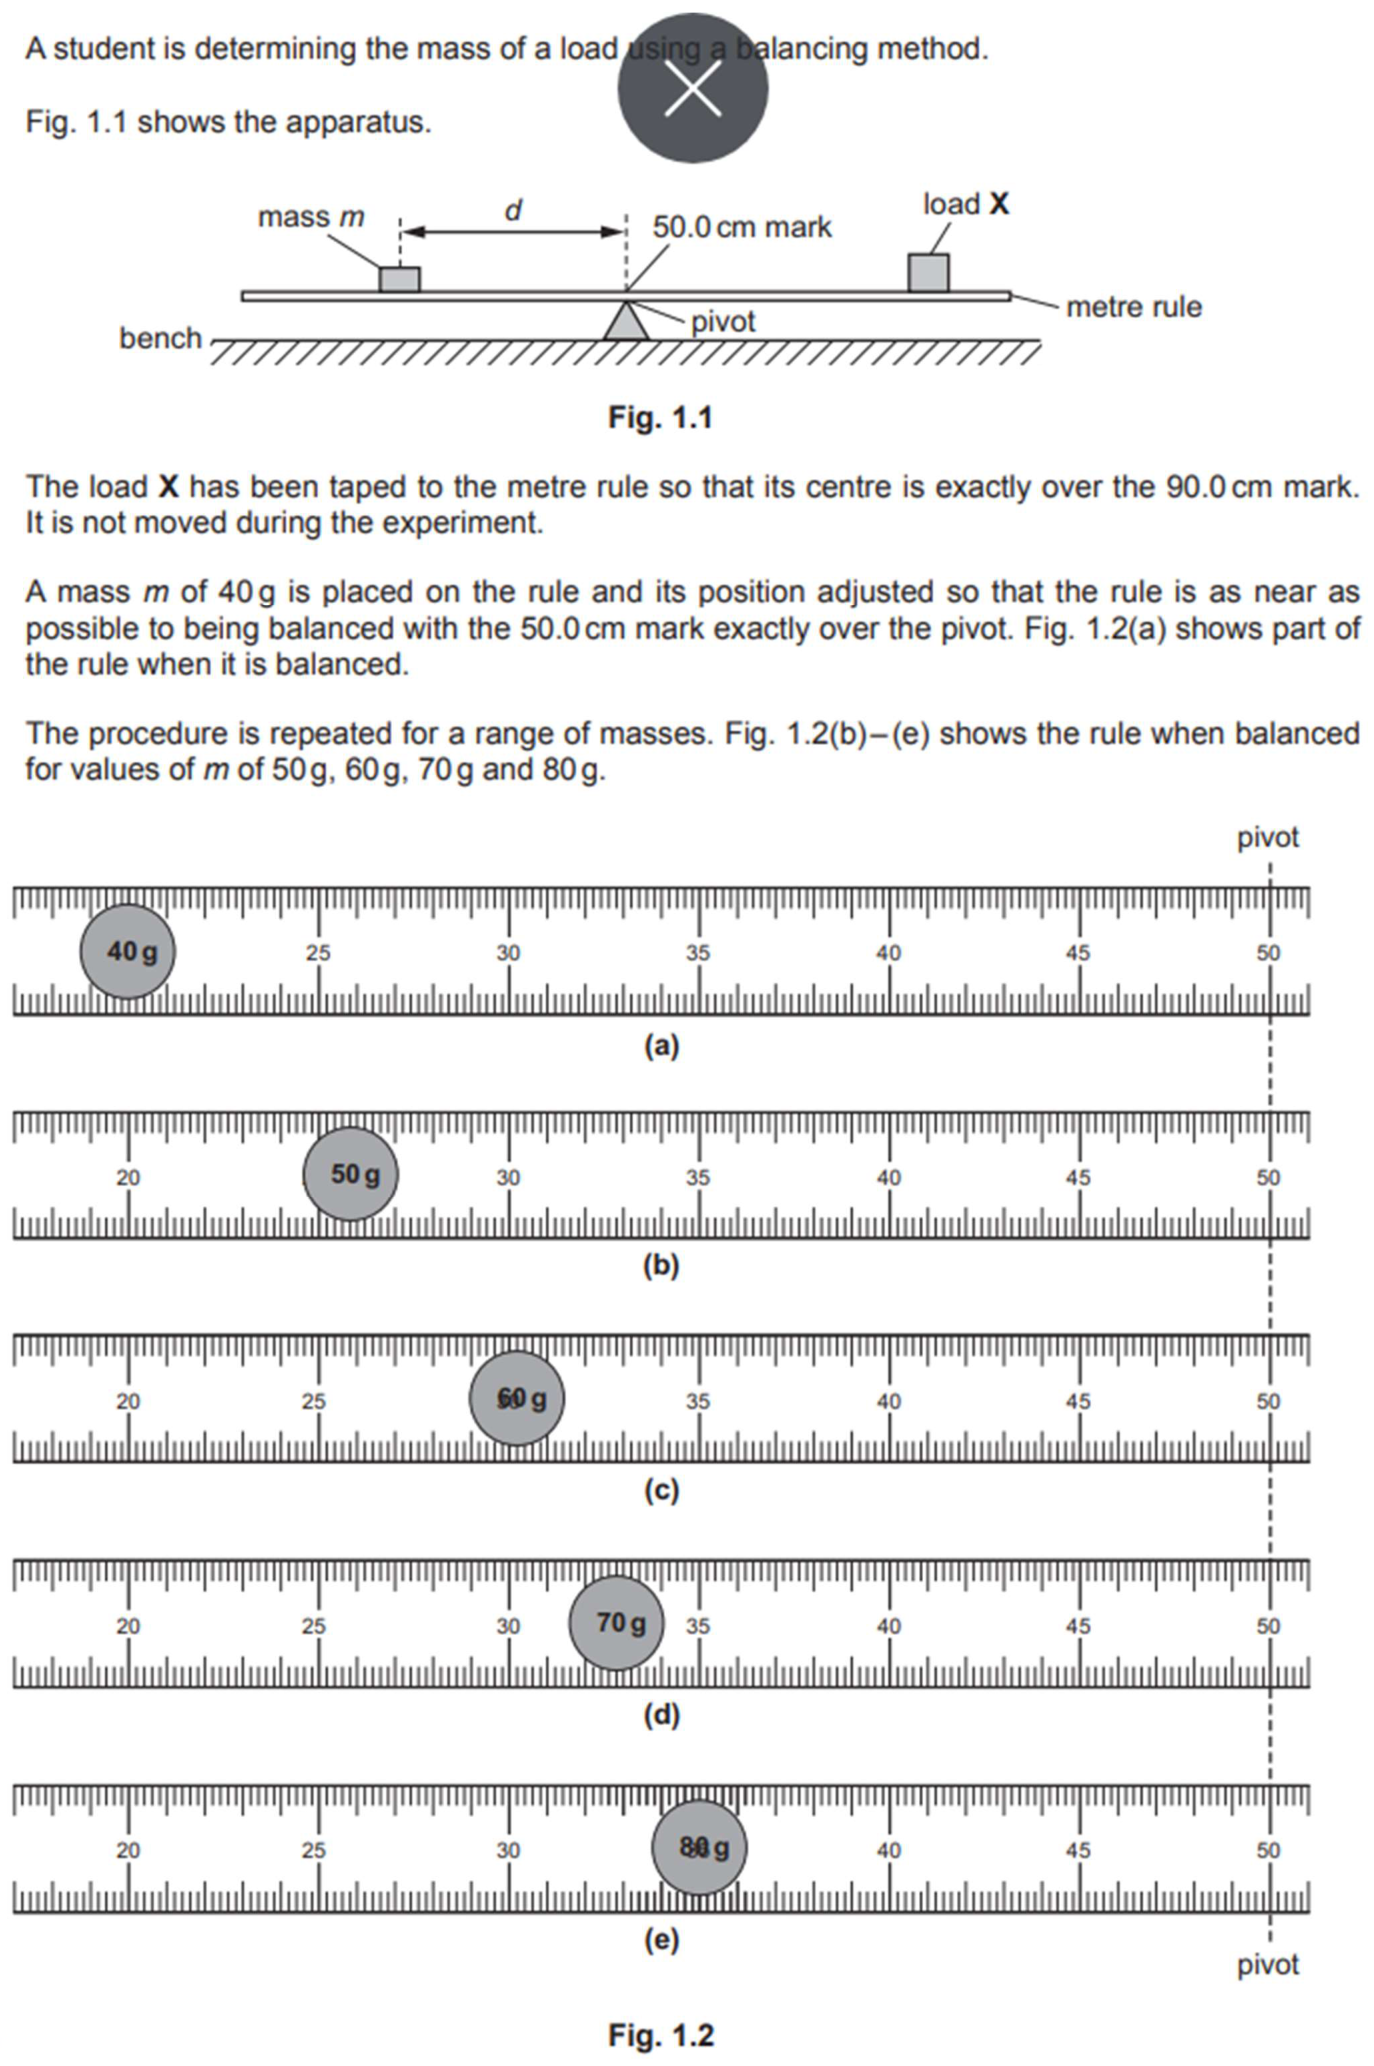 A student is determining the mass of a load using a balancing method.
Fig. 1.1 shows the apparatus.
mass m
d
50.0 cm mark
load X
metre rule
pivot
bench
Fig. 1.1
The load X has been taped to the metre rule so that its centre is exactly over the 90.0 cm mark.
It is not moved during the experiment.
A mass m of 40 g is placed on the rule and its position adjusted so that the rule is as near as
possible to being balanced with the 50.0 cm mark exactly over the pivot. Fig. 1.2(a) shows part of
the rule when it is balanced.
The procedure is repeated for a range of masses. Fig. 1.2(b)–(e) shows the rule when balanced
for values of m of 50 g, 60 g, 70 g and 80 g.
pivot
40 g 25 30 35 40 45 50
(a)
20 50 g 30 35 40 45 50
(b)
20 25 60 g 35 40 45 50
(c)
20 25 30 70 g 35 40 45 50
(d)
20 25 30 80 g 40 45 50
(e)
pivot
Fig. 1.2